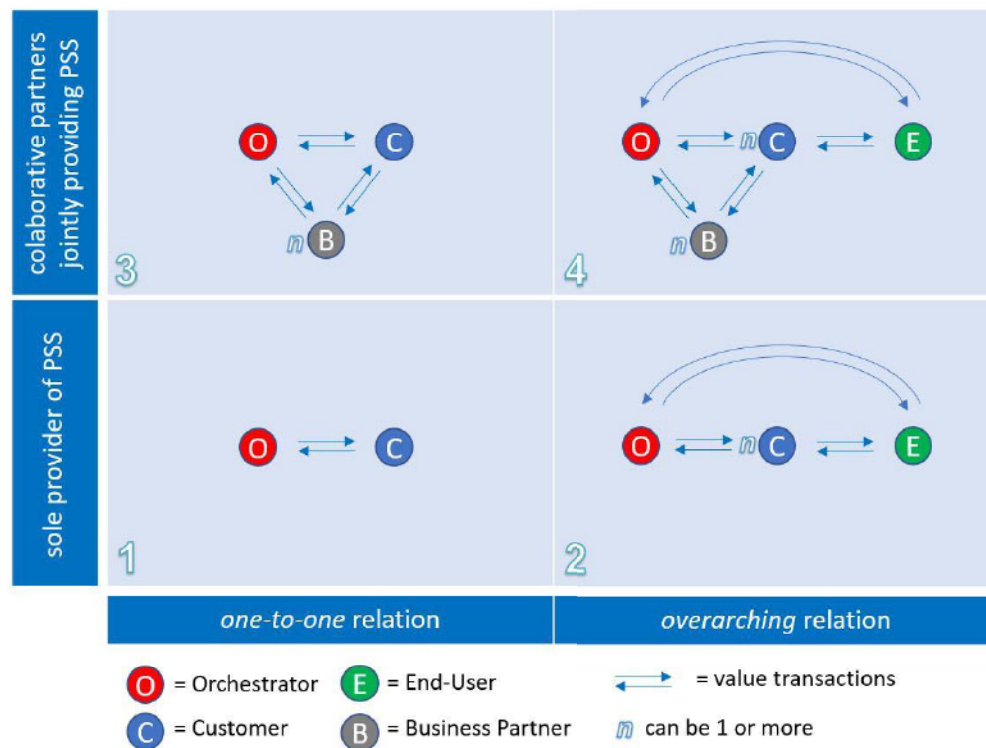 colaborative partners
jointly providing PSS
O
C
n
B
3
O
n
C
E
n
B
4
sole provider of PSS
O
C
1
O
n
C
E
2
one-to-one relation
overarching relation
O = Orchestrator
E = End-User
= value transactions
C = Customer
B = Business Partner
n can be 1 or more